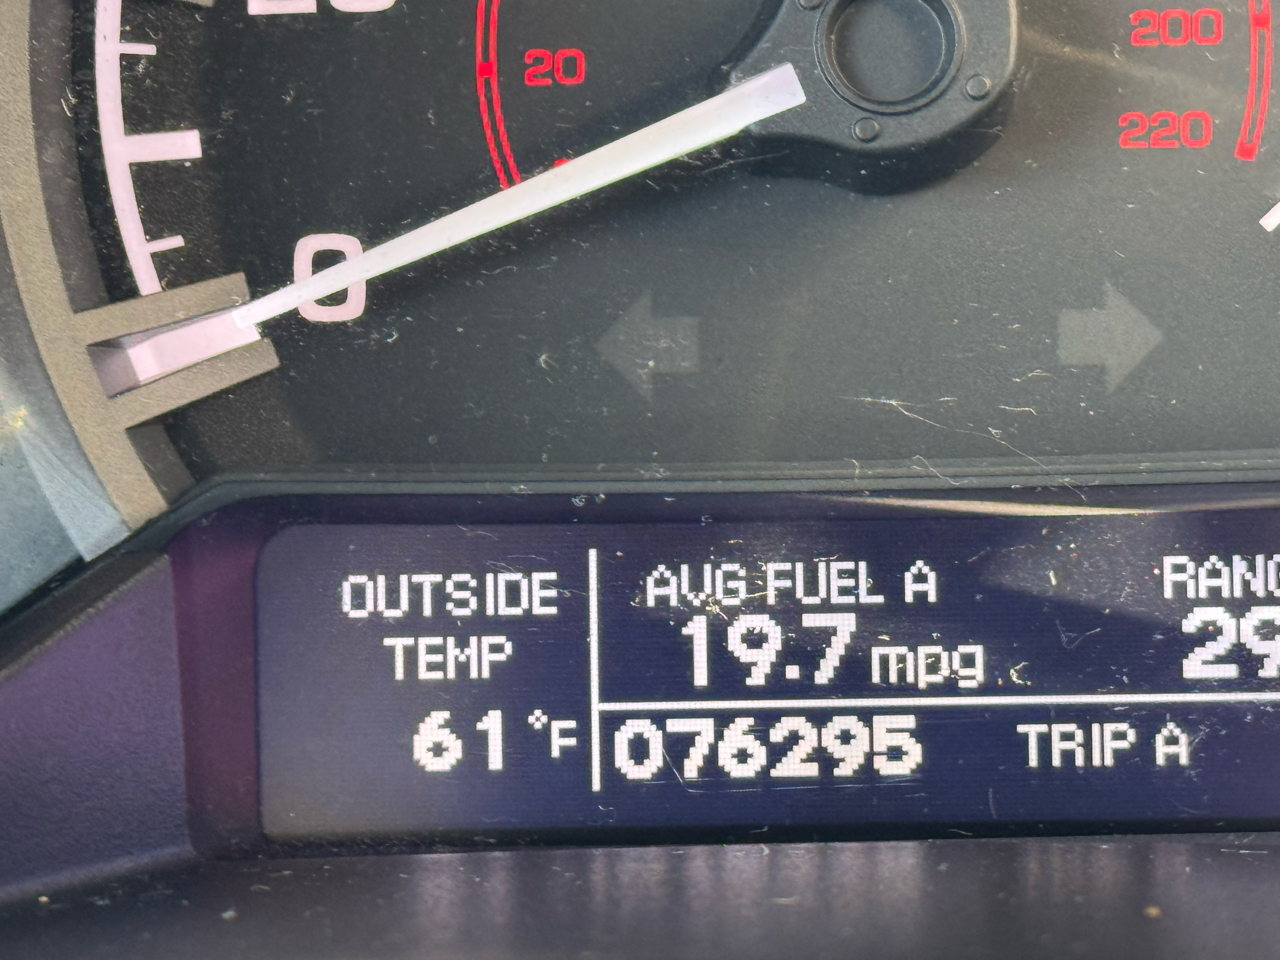 20
200
220
0
OUTSIDE TEMP
61°F
AVG FUEL A
19.7 mpg
076295 TRIP A